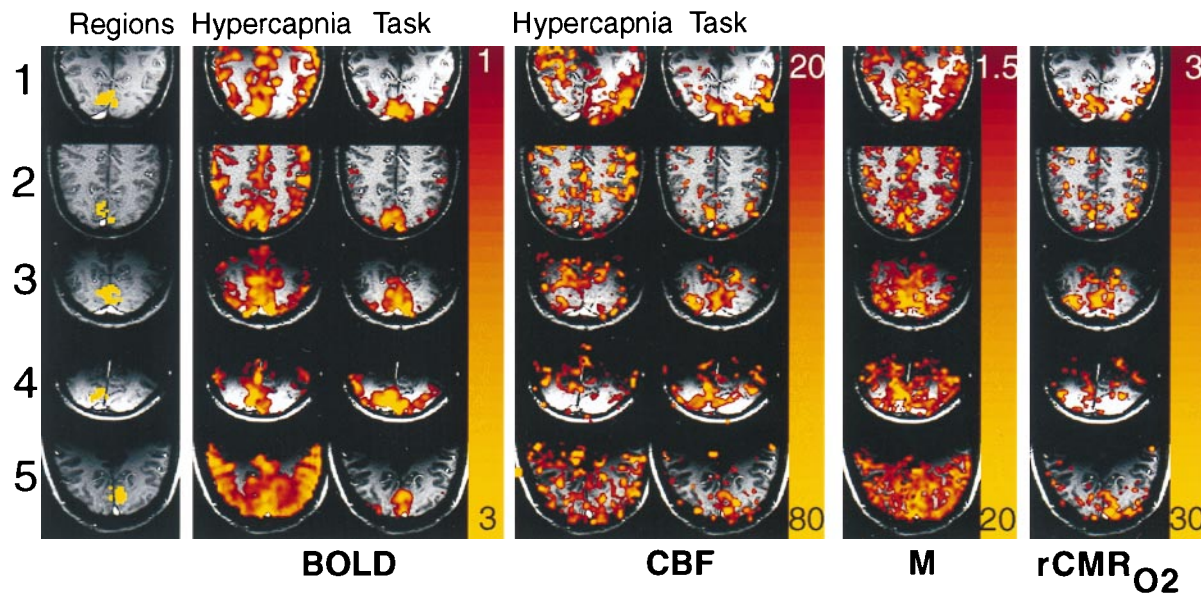 Regions Hypercapnia Task Hypercapnia Task
1 1 20 1.5 3
2
3
4
5
3 80 20 30
BOLD CBF M rCMRO2